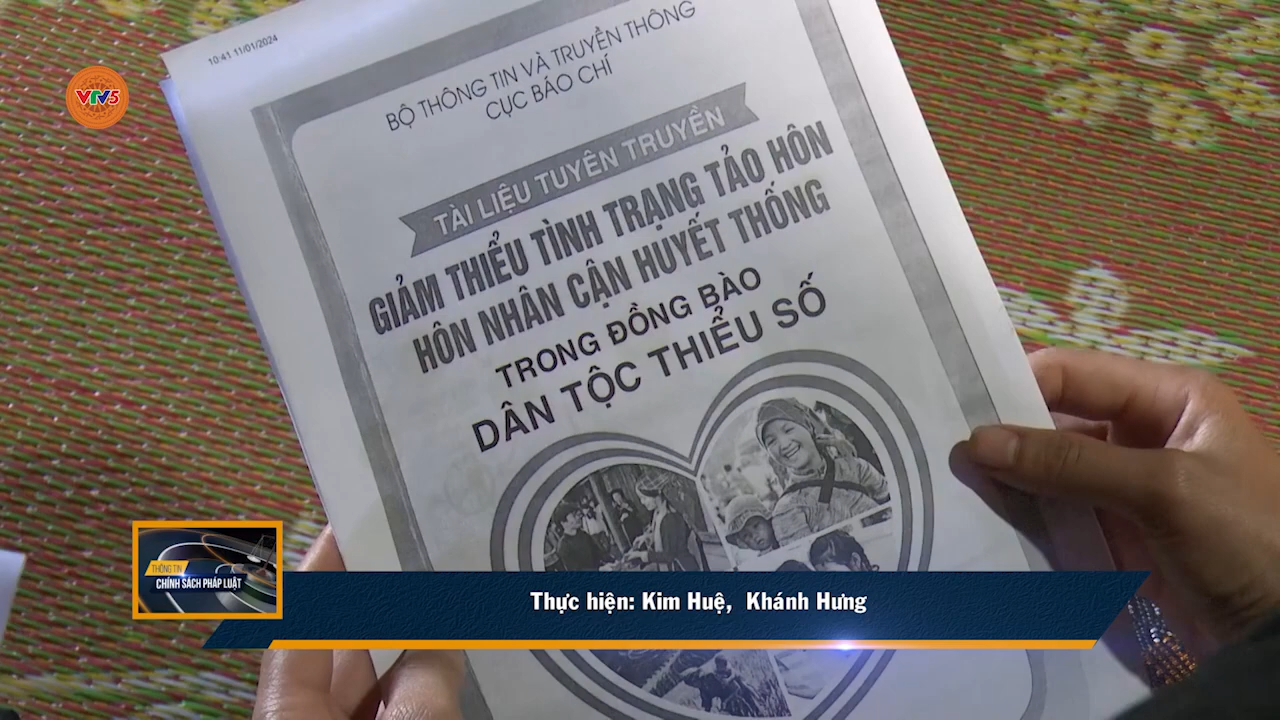 10:41 11/01/2024
VTV5
BỘ THÔNG TIN VÀ TRUYỀN THÔNG
CỤC BÁO CHÍ
TÀI LIỆU TUYÊN TRUYỀN
GIẢM THIỂU TÌNH TRẠNG TẢO HÔN
HÔN NHÂN CẬN HUYẾT THỐNG
TRONG ĐỒNG BÀO
DÂN TỘC THIỂU SỐ
THÔNG TIN
CHÍNH SÁCH PHÁP LUẬT
Thực hiện: Kim Huệ,  Khánh Hưng